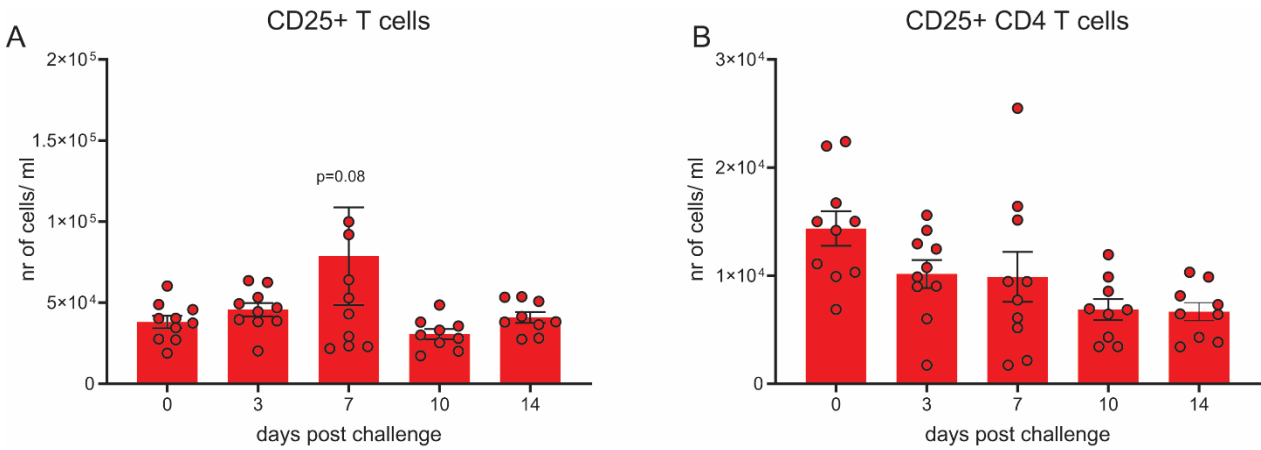 A
CD25+ T cells
nr of cells/ ml
2×10⁵
1.5×10⁵
1×10⁵
5×10⁴
0
p=0.08
0 3 7 10 14
days post challenge
B
CD25+ CD4 T cells
nr of cells/ ml
3×10⁴
2×10⁴
1×10⁴
0
0 3 7 10 14
days post challenge